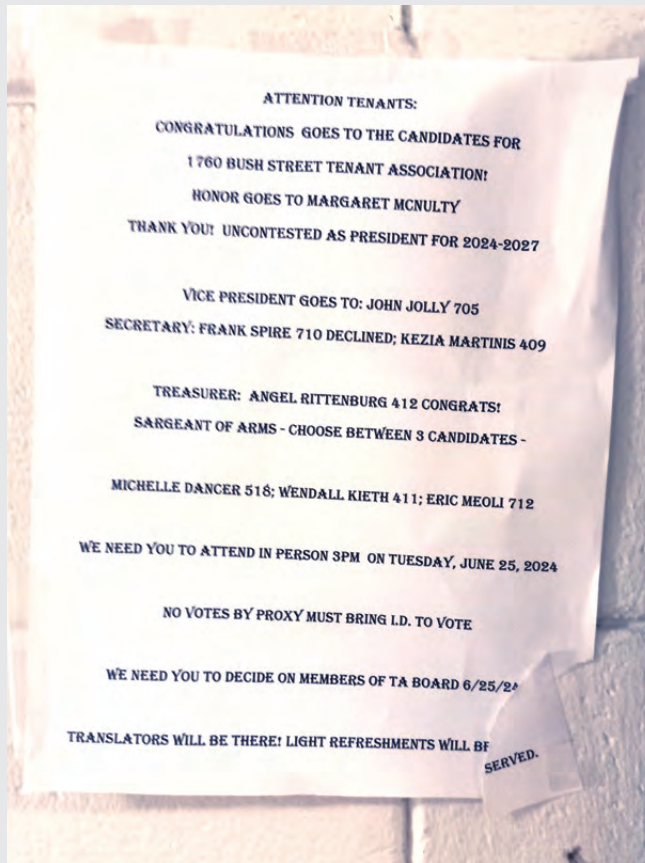 ATTENTION TENANTS:
CONGRATULATIONS GOES TO THE CANDIDATES FOR
1760 BUSH STREET TENANT ASSOCIATION!
HONOR GOES TO MARGARET MCNULTY
THANK YOU! UNCONTESTED AS PRESIDENT FOR 2024-2027
VICE PRESIDENT GOES TO: JOHN JOLLY 705
SECRETARY: FRANK SPIRE 710 DECLINED; KEZIA MARTINIS 409
TREASURER: ANGEL RITTENBURG 412 CONGRATS!
SARGEANT OF ARMS - CHOOSE BETWEEN 3 CANDIDATES -
MICHELLE DANCER 518; WENDALL KIETH 411; ERIC MEOLI 712
WE NEED YOU TO ATTEND IN PERSON 3PM ON TUESDAY, JUNE 25, 2024
NO VOTES BY PROXY MUST BRING I.D. TO VOTE
WE NEED YOU TO DECIDE ON MEMBERS OF TA BOARD 6/25/24
TRANSLATORS WILL BE THERE! LIGHT REFRESHMENTS WILL BE SERVED.